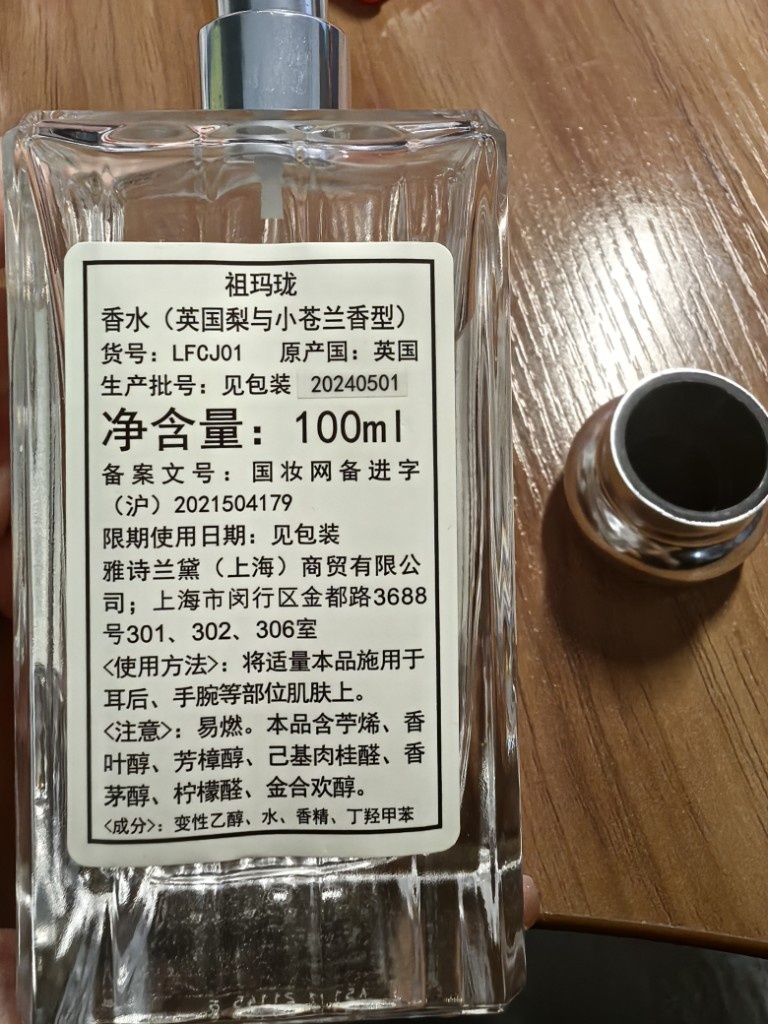 祖玛珑
香水（英国梨与小苍兰香型）
货号：LFCJ01 原产国：英国
生产批号：见包装 20240501
净含量：100ml
备案文号：国妆网备进字
（沪）2021504179
限期使用日期：见包装
雅诗兰黛（上海）商贸有限公
司；上海市闵行区金都路3688
号301、302、306室
<使用方法>：将适量本品施用于
耳后、手腕等部位肌肤上。
<注意>：易燃。本品含苧烯、香
叶醇、芳樟醇、己基肉桂醛、香
茅醇、柠檬醛、金合欢醇。
<成分>：变性乙醇、水、香精、丁羟甲苯